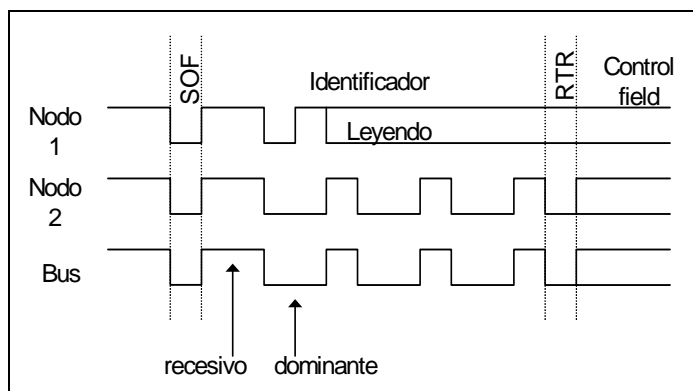 SOF
Identificador
RTR
Control
field
Nodo
1
Leyendo
Nodo
2
Bus
recesivo
dominante